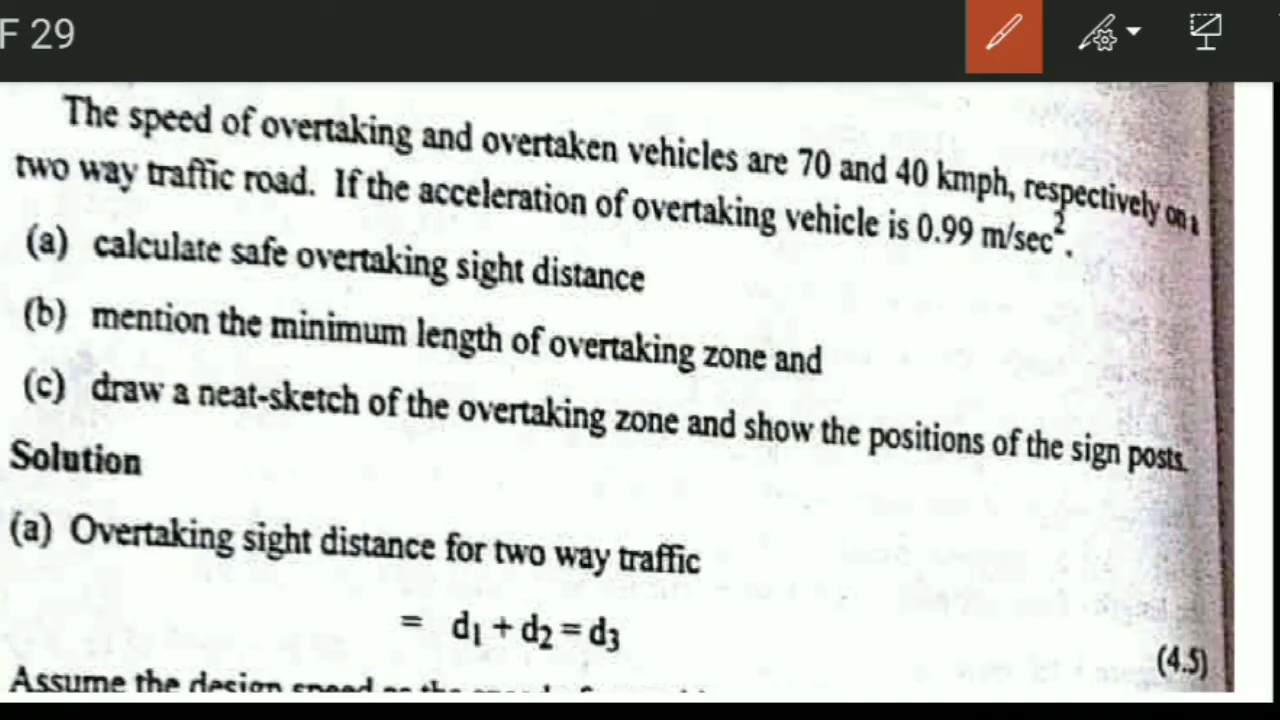 F 29
The speed of overtaking and overtaken vehicles are 70 and 40 kmph, respectively on a
two way traffic road. If the acceleration of overtaking vehicle is 0.99 m/sec².
(a) calculate safe overtaking sight distance
(b) mention the minimum length of overtaking zone and
(c) draw a neat-sketch of the overtaking zone and show the positions of the sign posts.
Solution
(a) Overtaking sight distance for two way traffic
= d₁ + d₂ = d₃
(4.5)
Assume the design speed as the